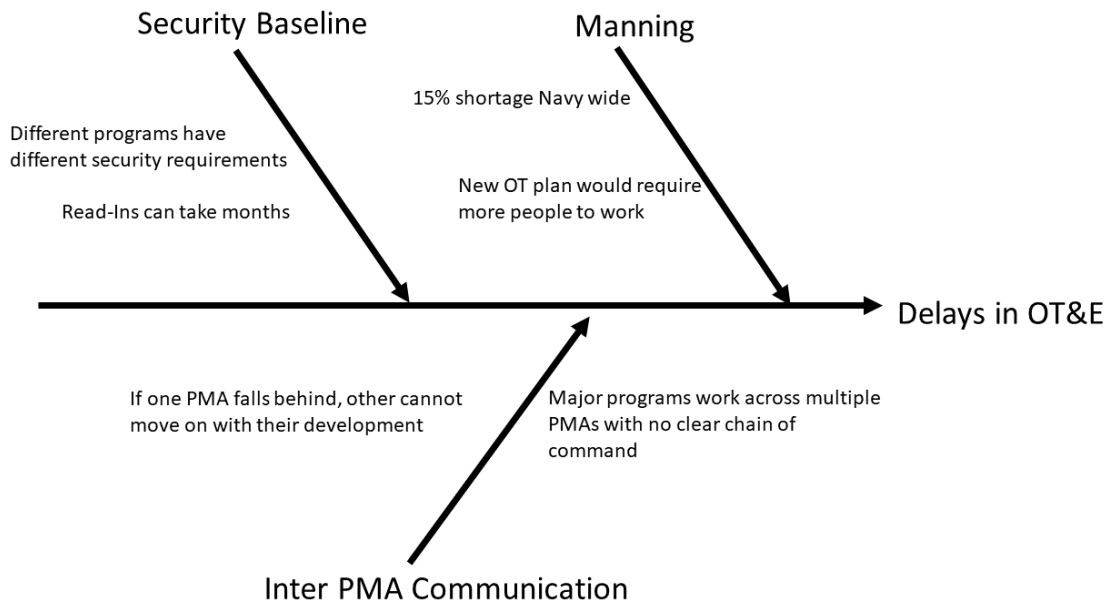 Security Baseline
Manning
15% shortage Navy wide
Different programs have
different security requirements
New OT plan would require
more people to work
Read-Ins can take months
Delays in OT&E
If one PMA falls behind, other cannot
move on with their development
Major programs work across multiple
PMAs with no clear chain of
command
Inter PMA Communication